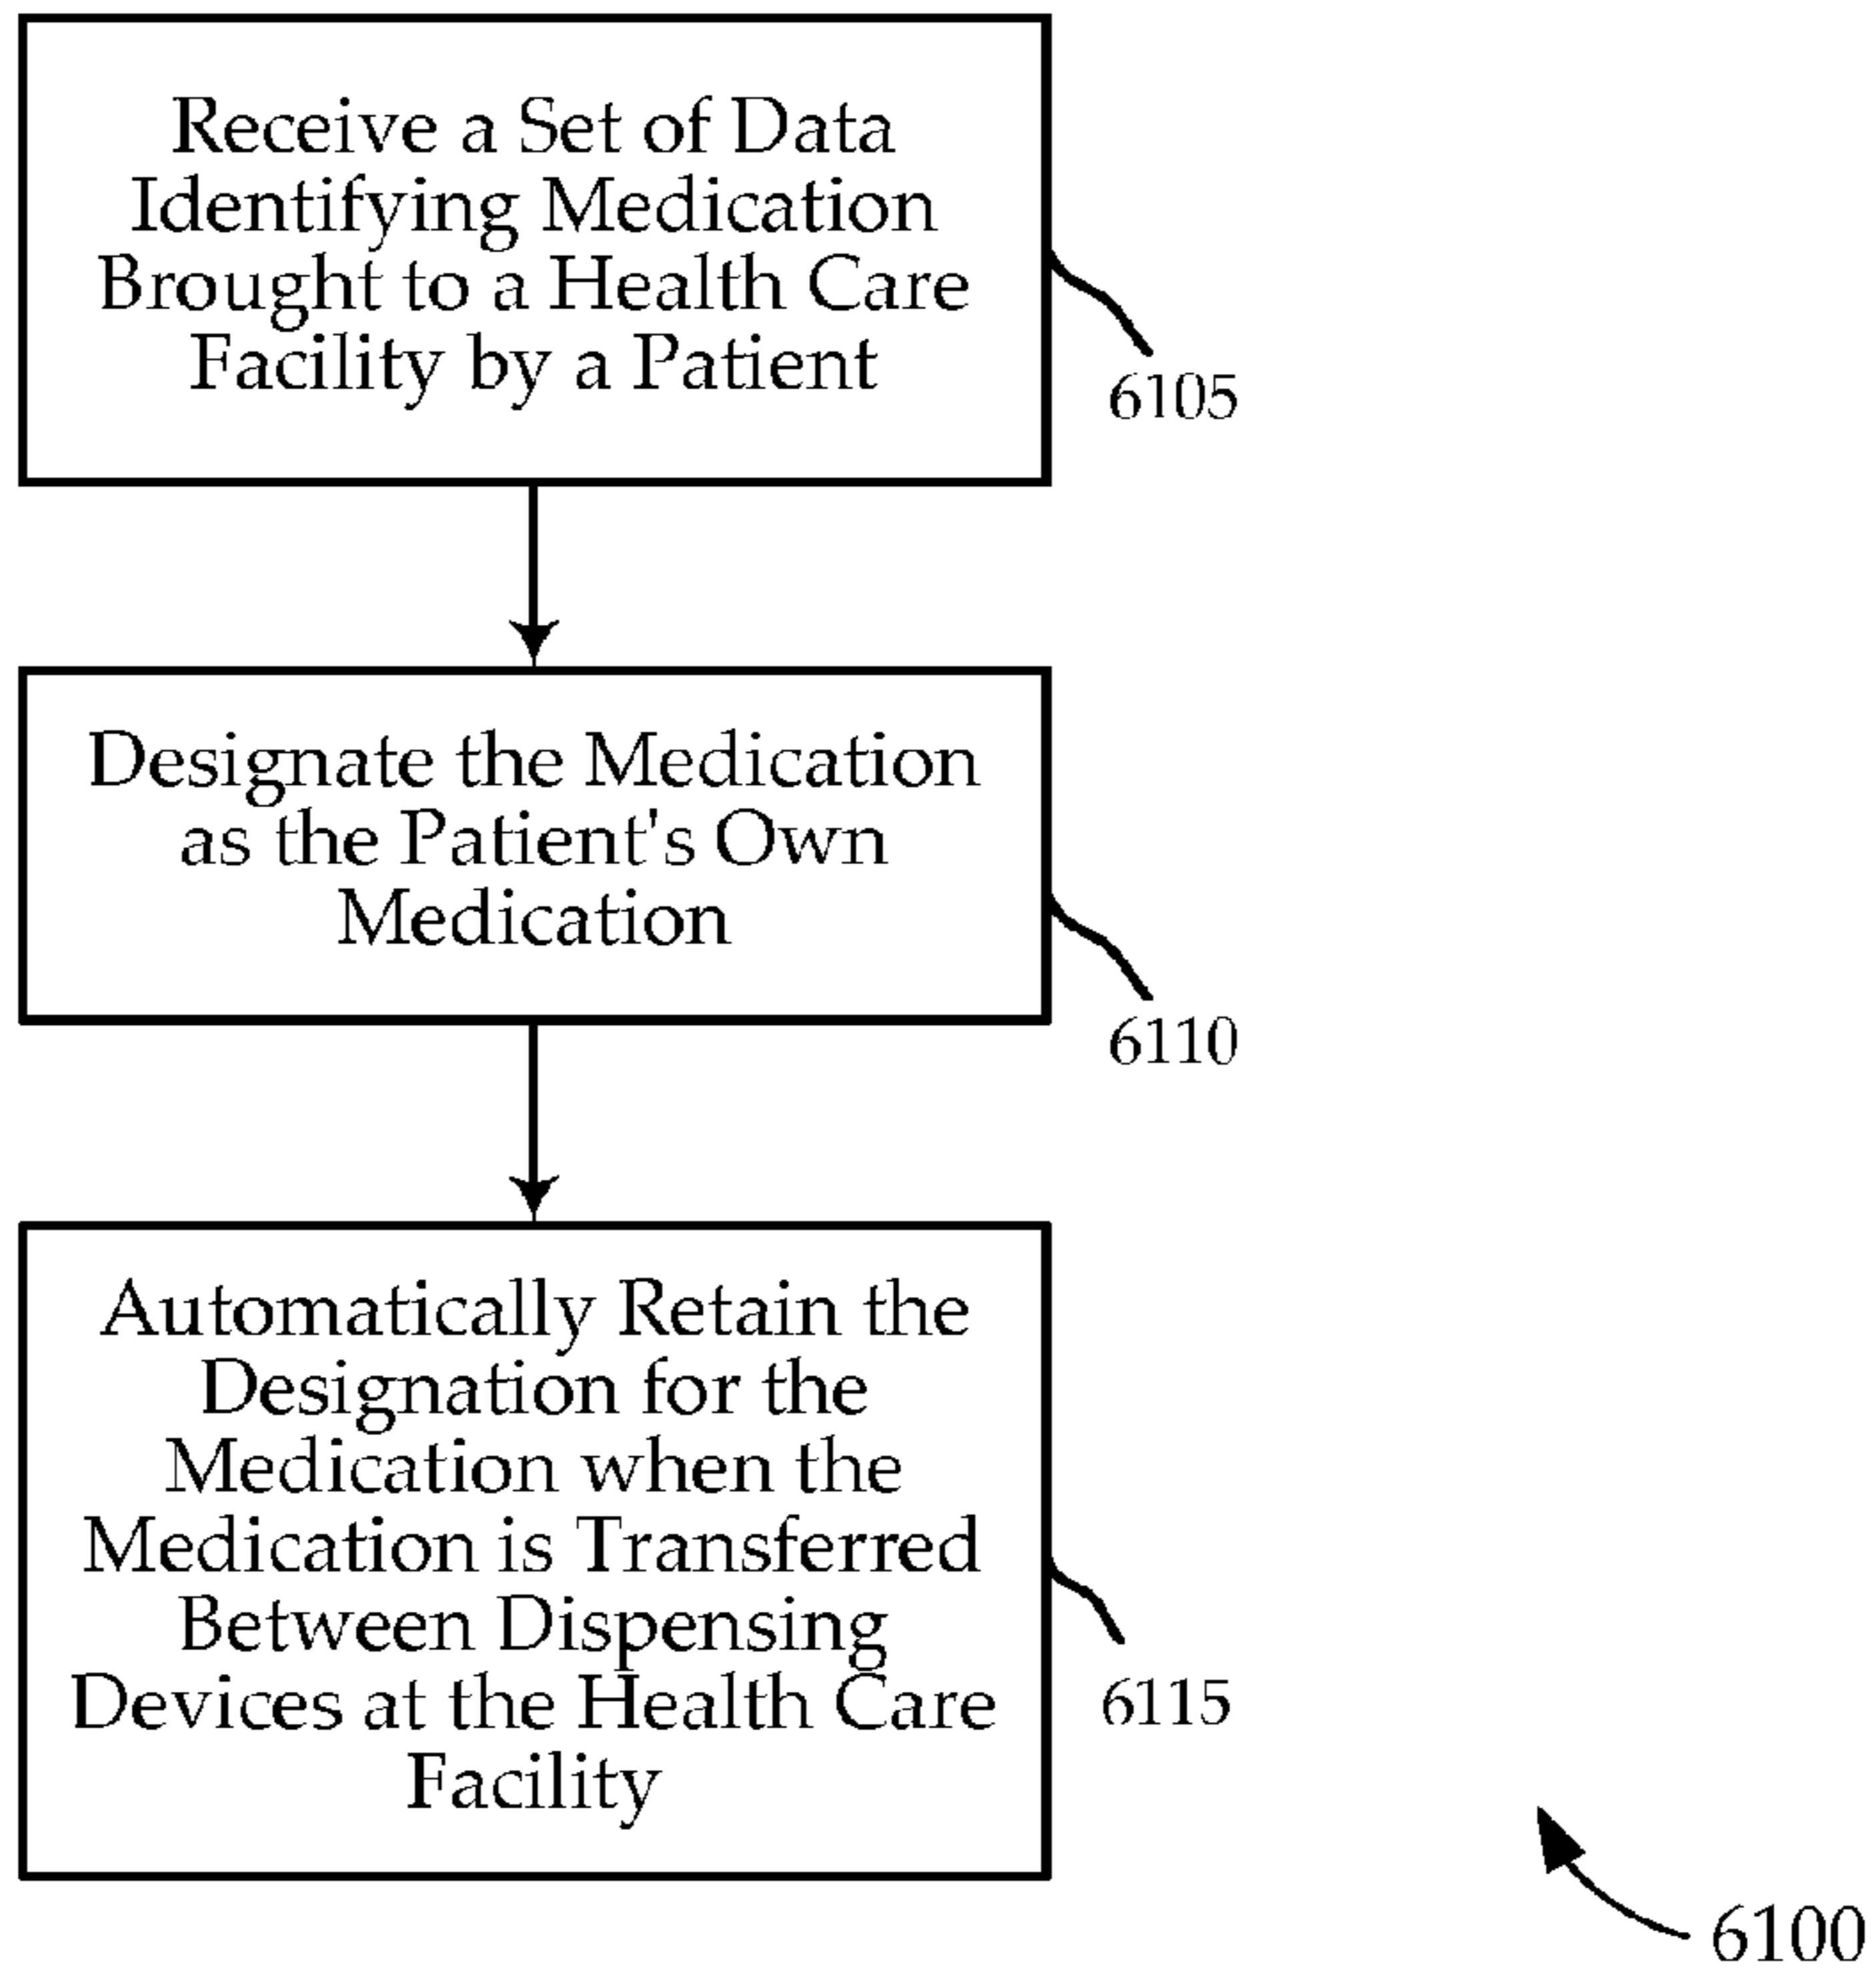 Receive a Set of Data
Identifying Medication
Brought to a Health Care
Facility by a Patient
6105
Designate the Medication
as the Patient's Own
Medication
6110
Automatically Retain the
Designation for the
Medication when the
Medication is Transferred
Between Dispensing
Devices at the Health Care
Facility
6115
6100